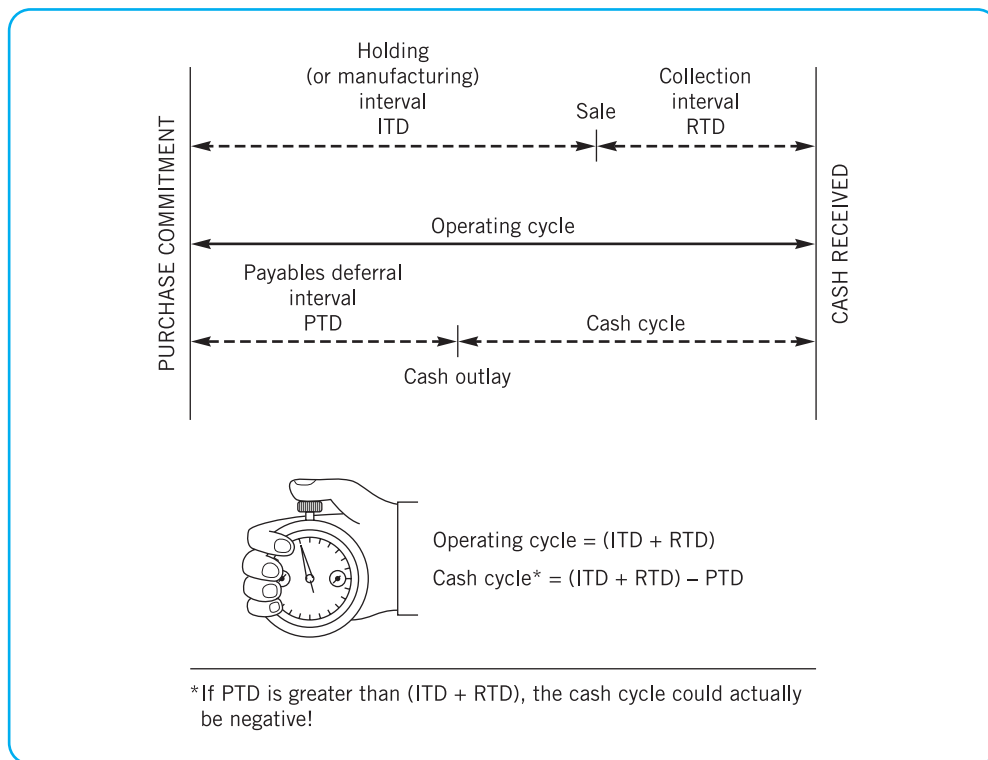 Holding
(or manufacturing)
interval
ITD
Sale
Collection
interval
RTD
PURCHASE COMMITMENT
CASH RECEIVED
Operating cycle
Payables deferral
interval
PTD
Cash cycle
Cash outlay
Operating cycle = (ITD + RTD)
Cash cycle* = (ITD + RTD) – PTD
*If PTD is greater than (ITD + RTD), the cash cycle could actually
be negative!